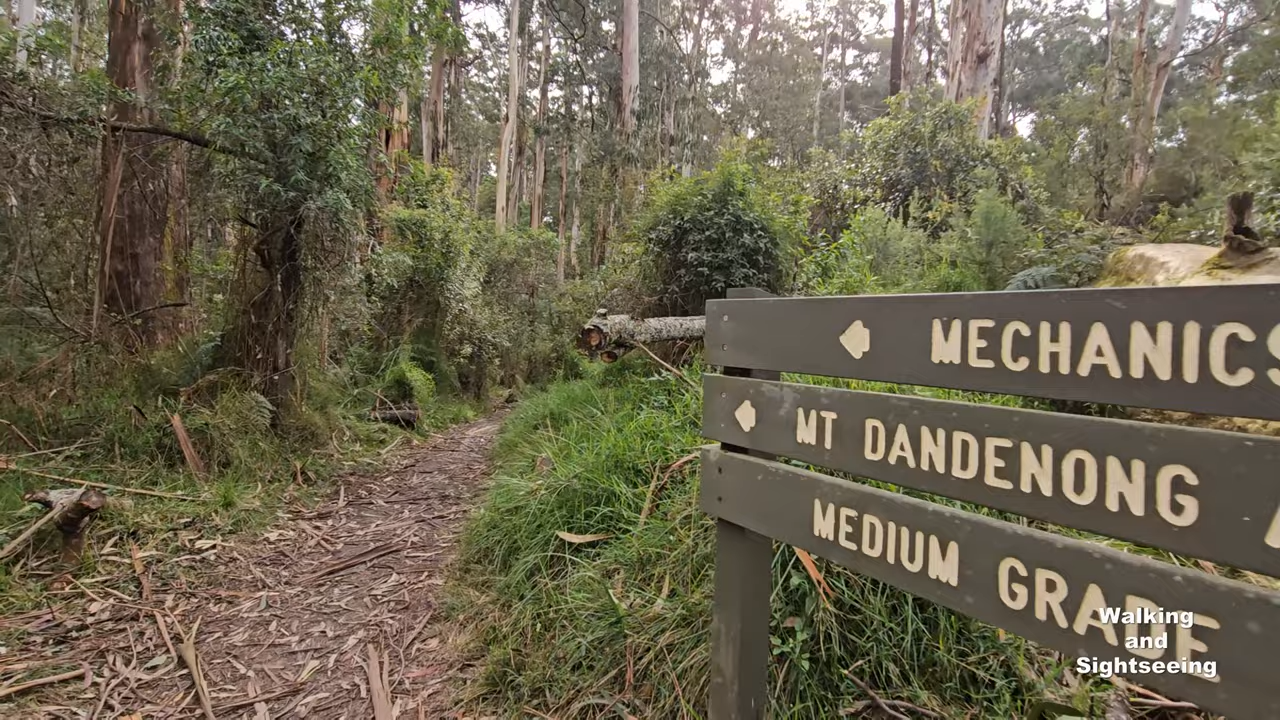 MECHANICS
MT DANDENONG
MEDIUM GRADE
Walking
and
Sightseeing